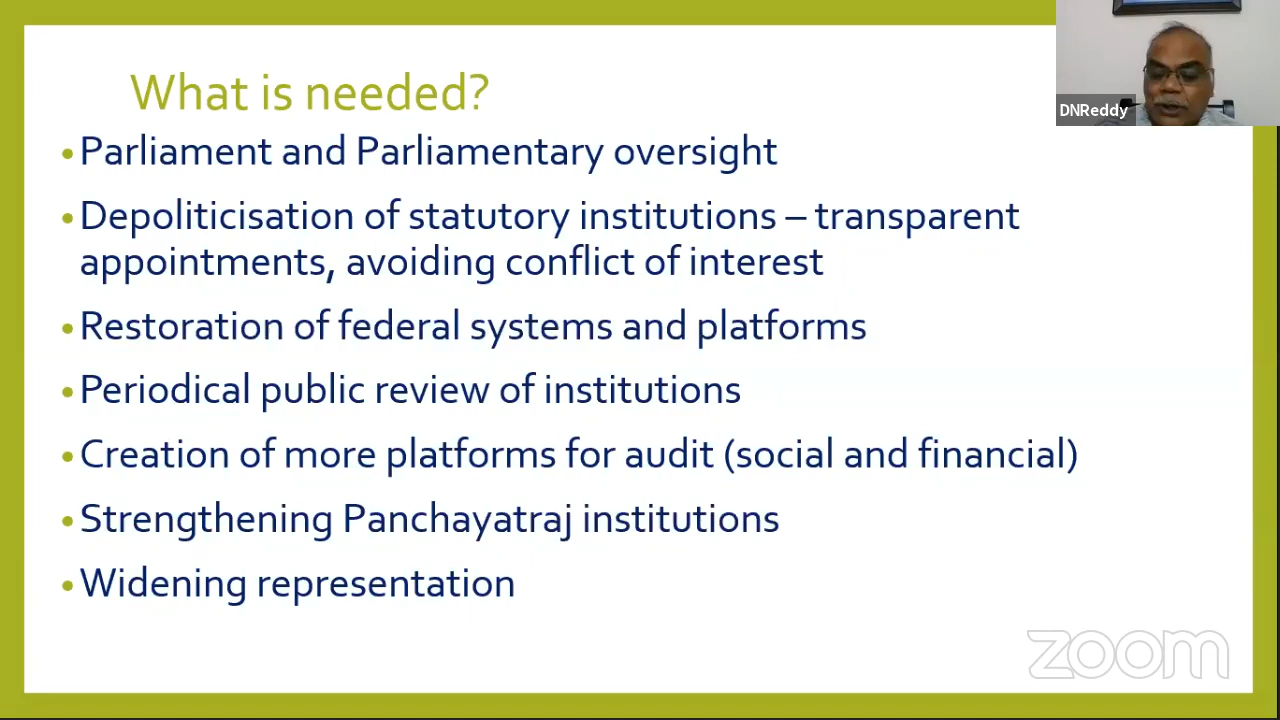 What is needed?
DNReddy
• Parliament and Parliamentary oversight
• Depoliticisation of statutory institutions – transparent
appointments, avoiding conflict of interest
• Restoration of federal systems and platforms
• Periodical public review of institutions
• Creation of more platforms for audit (social and financial)
• Strengthening Panchayatraj institutions
• Widening representation
zoom